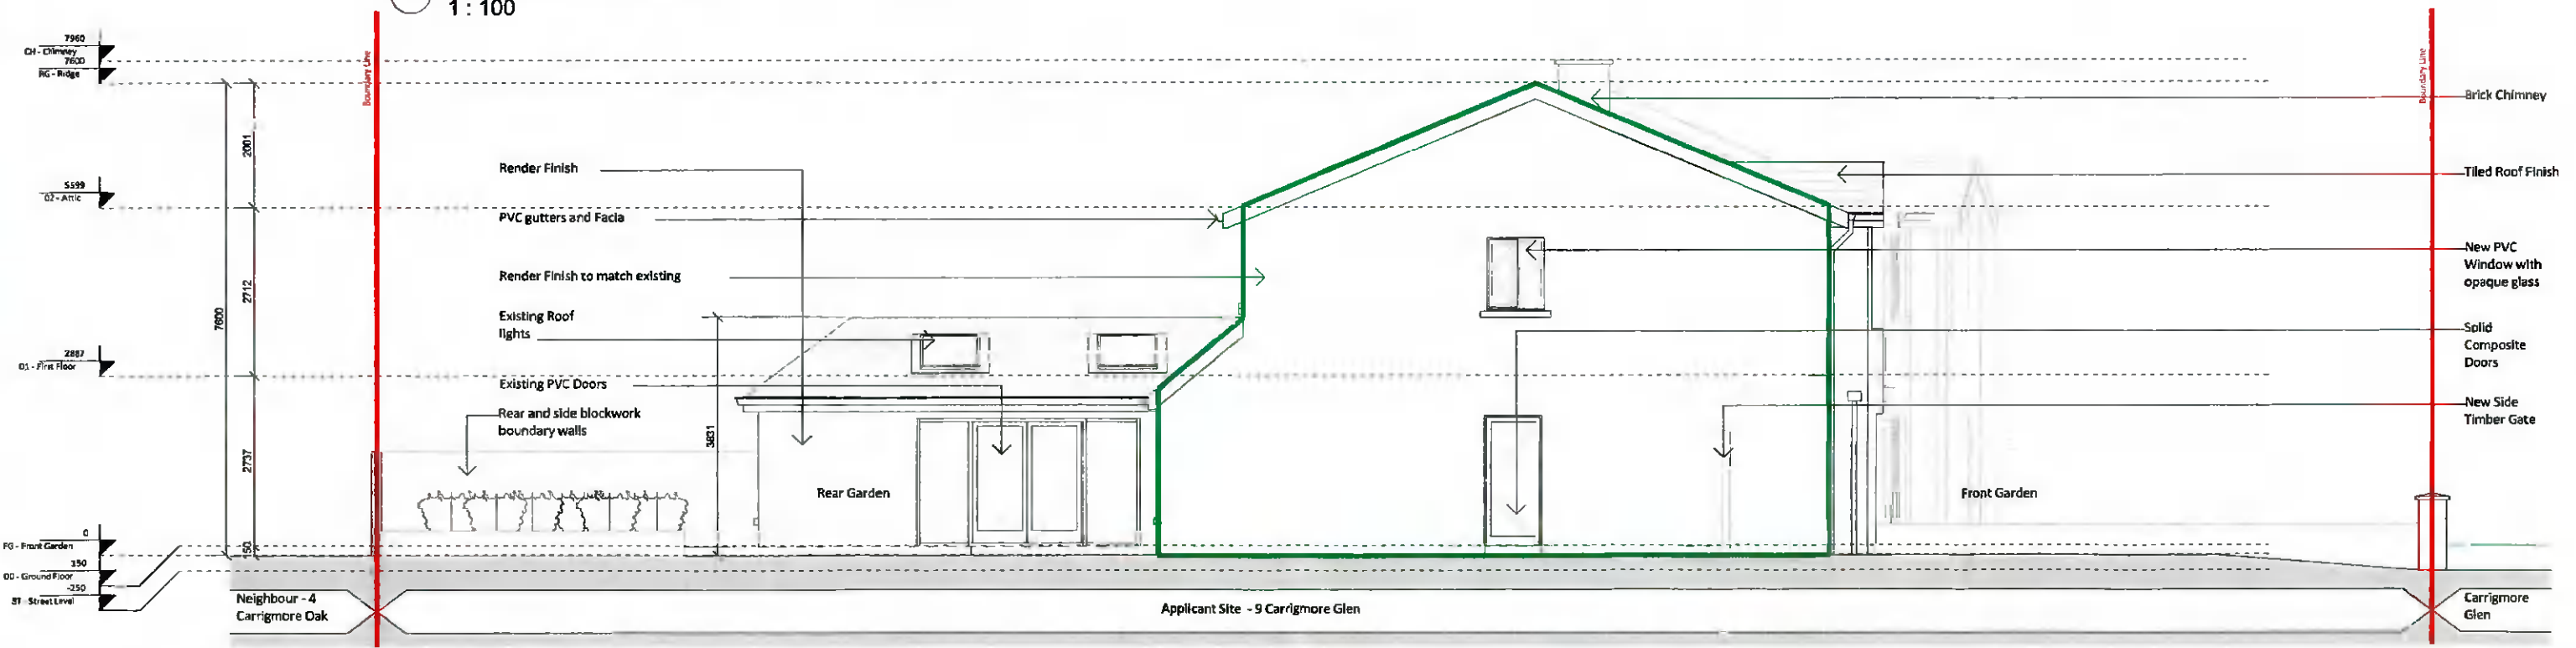 1 : 100
7960
CH - Chimney
7600
RG - Ridge
5599
02 - Attic
2887
01 - First Floor
0
FG - Front Garden
150
00 - Ground Floor
-250
ST - Street Level
7600
2001
2712
2737
150
3831
Boundary Line
Render Finish
PVC gutters and Facia
Render Finish to match existing
Existing Roof
lights
Existing PVC Doors
Rear and side blockwork
boundary walls
Rear Garden
Front Garden
Boundary Line
Brick Chimney
Tiled Roof Finish
New PVC
Window with
opaque glass
Solid
Composite
Doors
New Side
Timber Gate
Neighbour - 4
Carrigmore Oak
Applicant Site - 9 Carrigmore Glen
Carrigmore
Glen